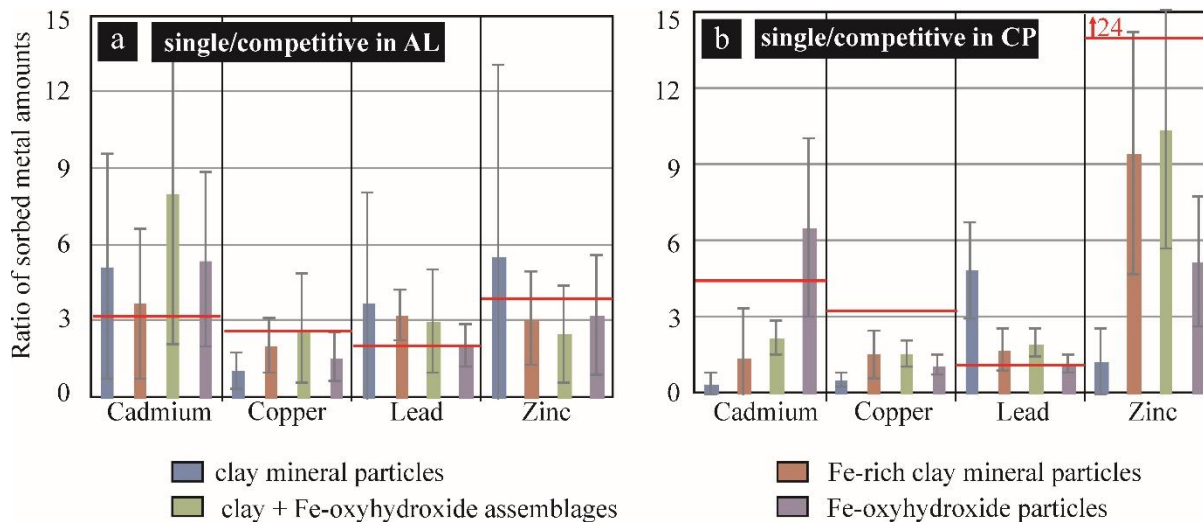 Ratio of sorbed metal amounts
15
12
9
6
3
0
a
single/competitive in AL
Cadmium
Copper
Lead
Zinc
15
12
9
6
3
0
b
single/competitive in CP
24
Cadmium
Copper
Lead
Zinc
clay mineral particles
Fe-rich clay mineral particles
clay + Fe-oxyhydroxide assemblages
Fe-oxyhydroxide particles